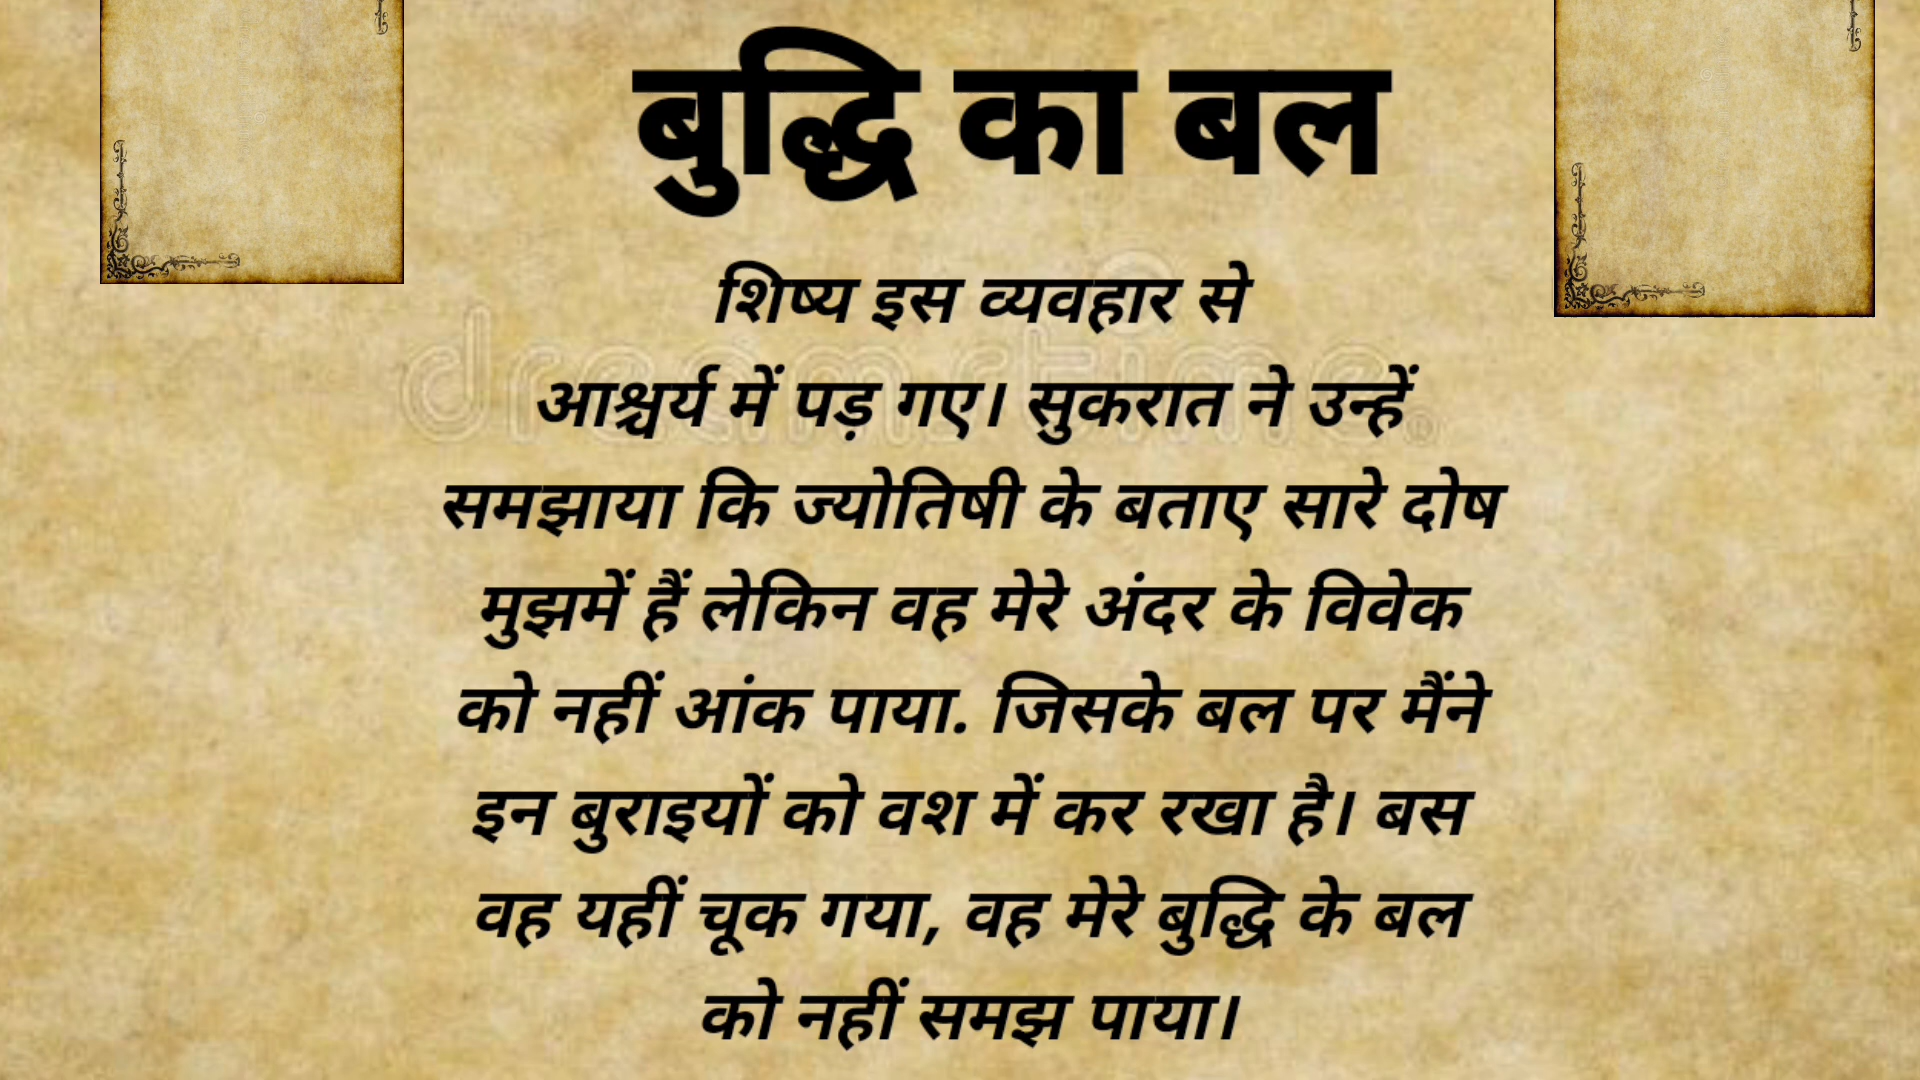 बुद्धि का बल
शिष्य इस व्यवहार से
आश्चर्य में पड़ गए। सुकरात ने उन्हें
समझाया कि ज्योतिषी के बताए सारे दोष
मुझमें हैं लेकिन वह मेरे अंदर के विवेक
को नहीं आंक पाया. जिसके बल पर मैंने
इन बुराइयों को वश में कर रखा है। बस
वह यहीं चूक गया, वह मेरे बुद्धि के बल
को नहीं समझ पाया।
dreamstime®